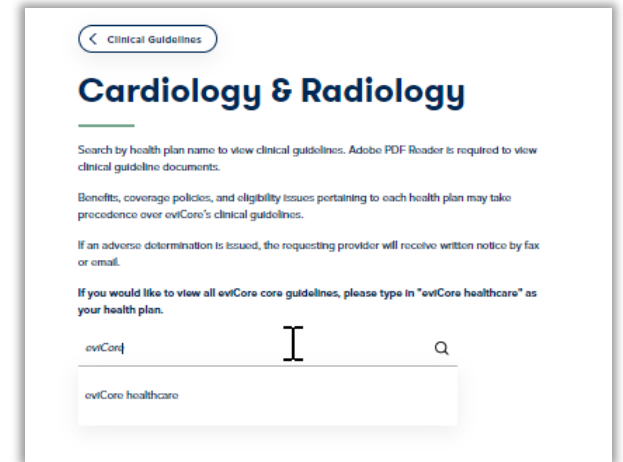 Clinical Guidelines
Cardiology & Radiology
Search by health plan name to view clinical guidelines. Adobe PDF Reader is required to view
clinical guideline documents.
Benefits, coverage policies, and eligibility issues pertaining to each health plan may take
precedence over eviCore's clinical guidelines.
If an adverse determination is issued, the requesting provider will receive written notice by fax
or email.
If you would like to view all eviCore core guidelines, please type in "eviCore healthcare" as
your health plan.
eviCore
eviCore healthcare